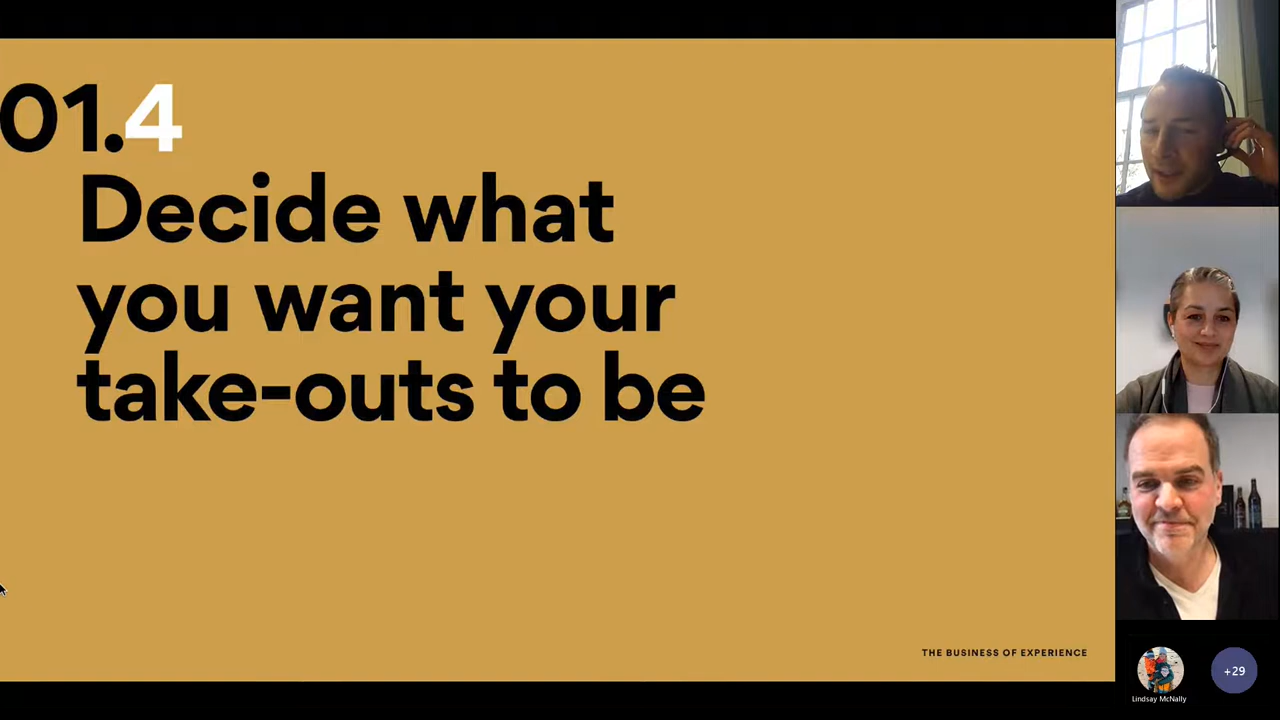 01.4
Decide what
you want your
take-outs to be
THE BUSINESS OF EXPERIENCE
Lindsay McNally
+29